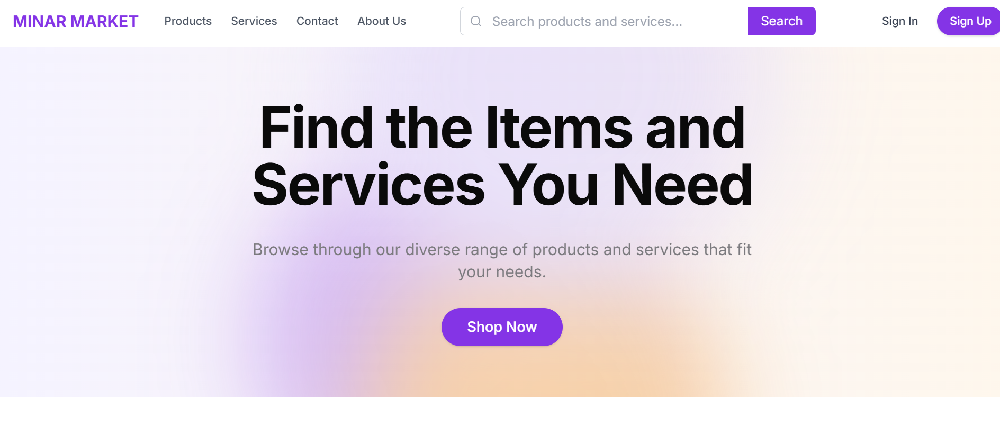 MINAR MARKET
Products
Services
Contact
About Us
Search products and services...
Search
Sign In
Sign Up
Find the Items and
Services You Need
Browse through our diverse range of products and services that fit
your needs.
Shop Now